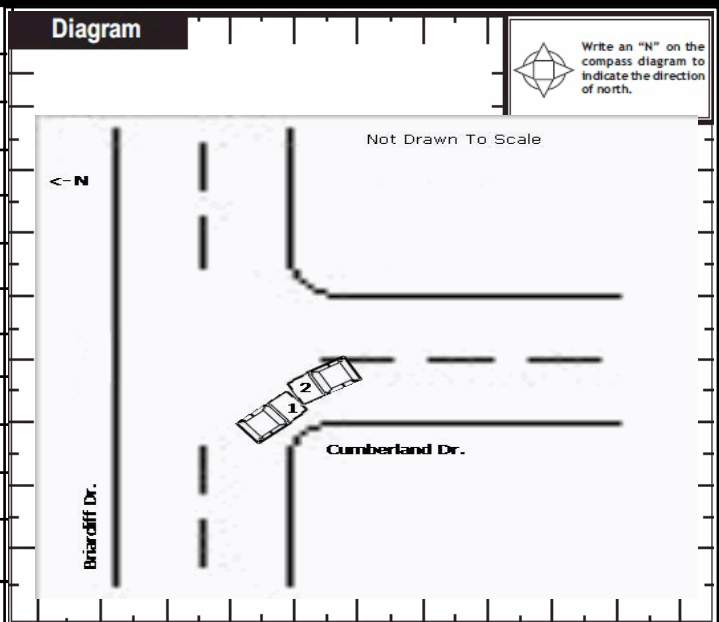 Diagram
Write an “N” on the
compass diagram to
indicate the direction
of north.
Not Drawn To Scale
<-N
2
1
Cumberland Dr.
Briarcliff Dr.